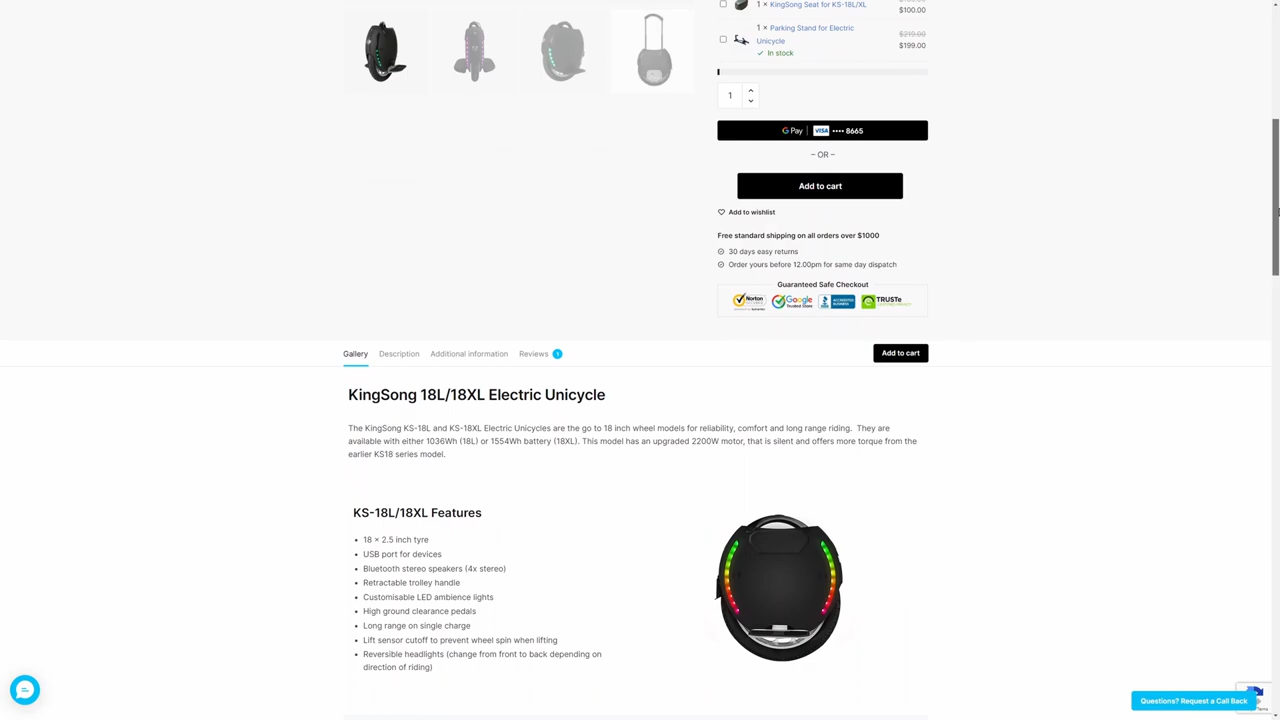 1 × KingSong Seat for KS-18L/XL
$100.00
1 × Parking Stand for Electric
Unicycle
$219.00
$199.00
In stock
1
G Pay | VISA •••• 8665
– OR –
Add to cart
Add to wishlist
Free standard shipping on all orders over $1000
30 days easy returns
Order yours before 12.00pm for same day dispatch
Guaranteed Safe Checkout
Norton
Google
ACCREDITED
BUSINESS
TRUSTe
Gallery Description Additional information Reviews
Add to cart
KingSong 18L/18XL Electric Unicycle
The KingSong KS-18L and KS-18XL Electric Unicycles are the go to 18 inch wheel models for reliability, comfort and long range riding. They are
available with either 1036Wh (18L) or 1554Wh battery (18XL). This model has an upgraded 2200W motor, that is silent and offers more torque from the
earlier KS18 series model.
KS-18L/18XL Features
• 18 x 2.5 inch tyre
• USB port for devices
• Bluetooth stereo speakers (4x stereo)
• Retractable trolley handle
• Customisable LED ambience lights
• High ground clearance pedals
• Long range on single charge
• Lift sensor cutoff to prevent wheel spin when lifting
• Reversible headlights (change from front to back depending on
direction of riding)
Questions? Request a Call Back